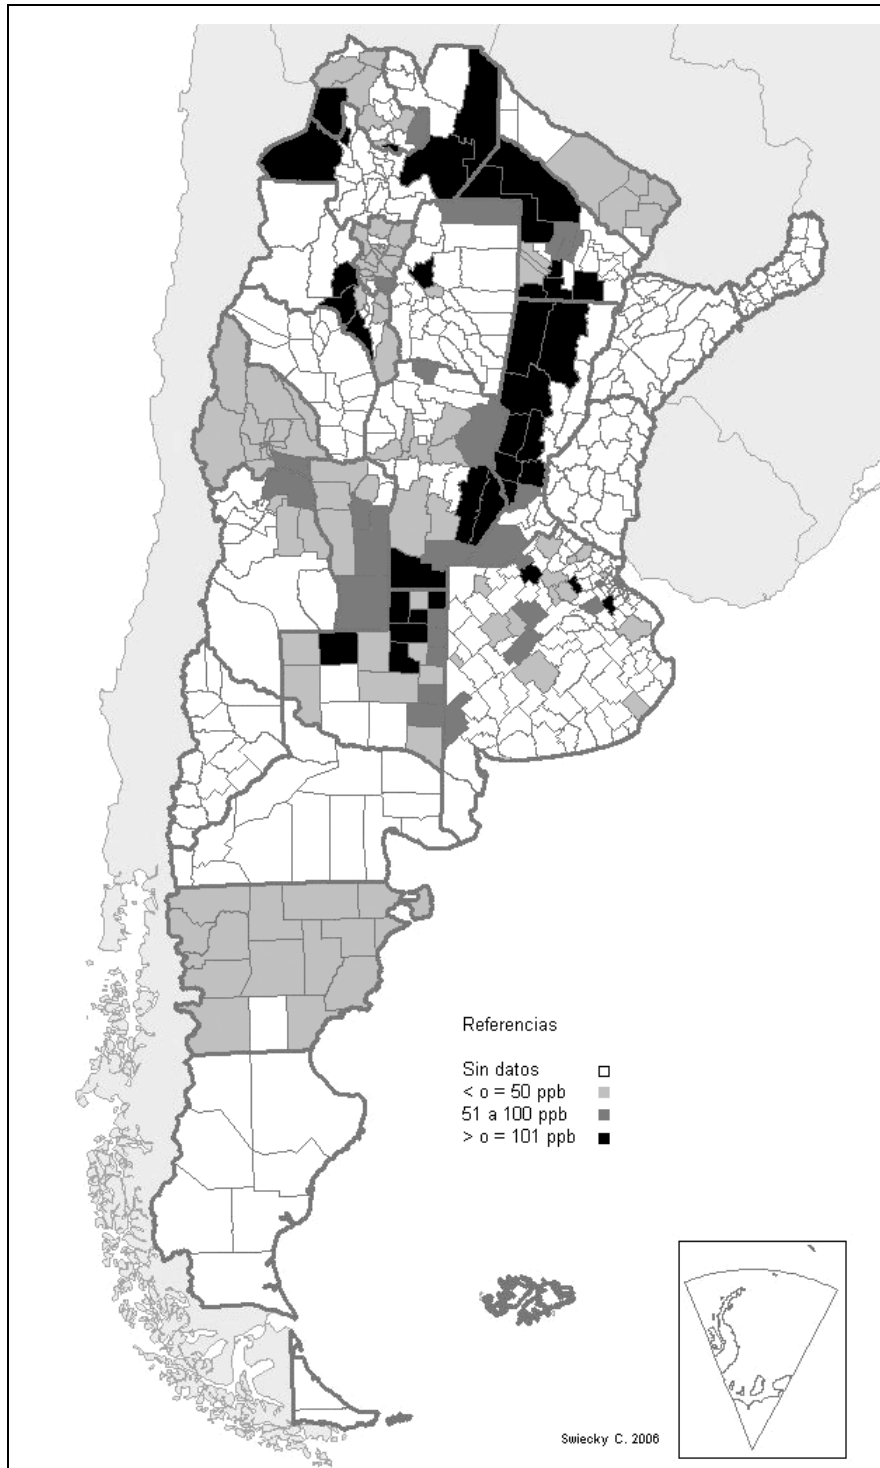 Referencias
Sin datos
< o = 50 ppb
51 a 100 ppb
> o = 101 ppb
Swiecky C. 2006